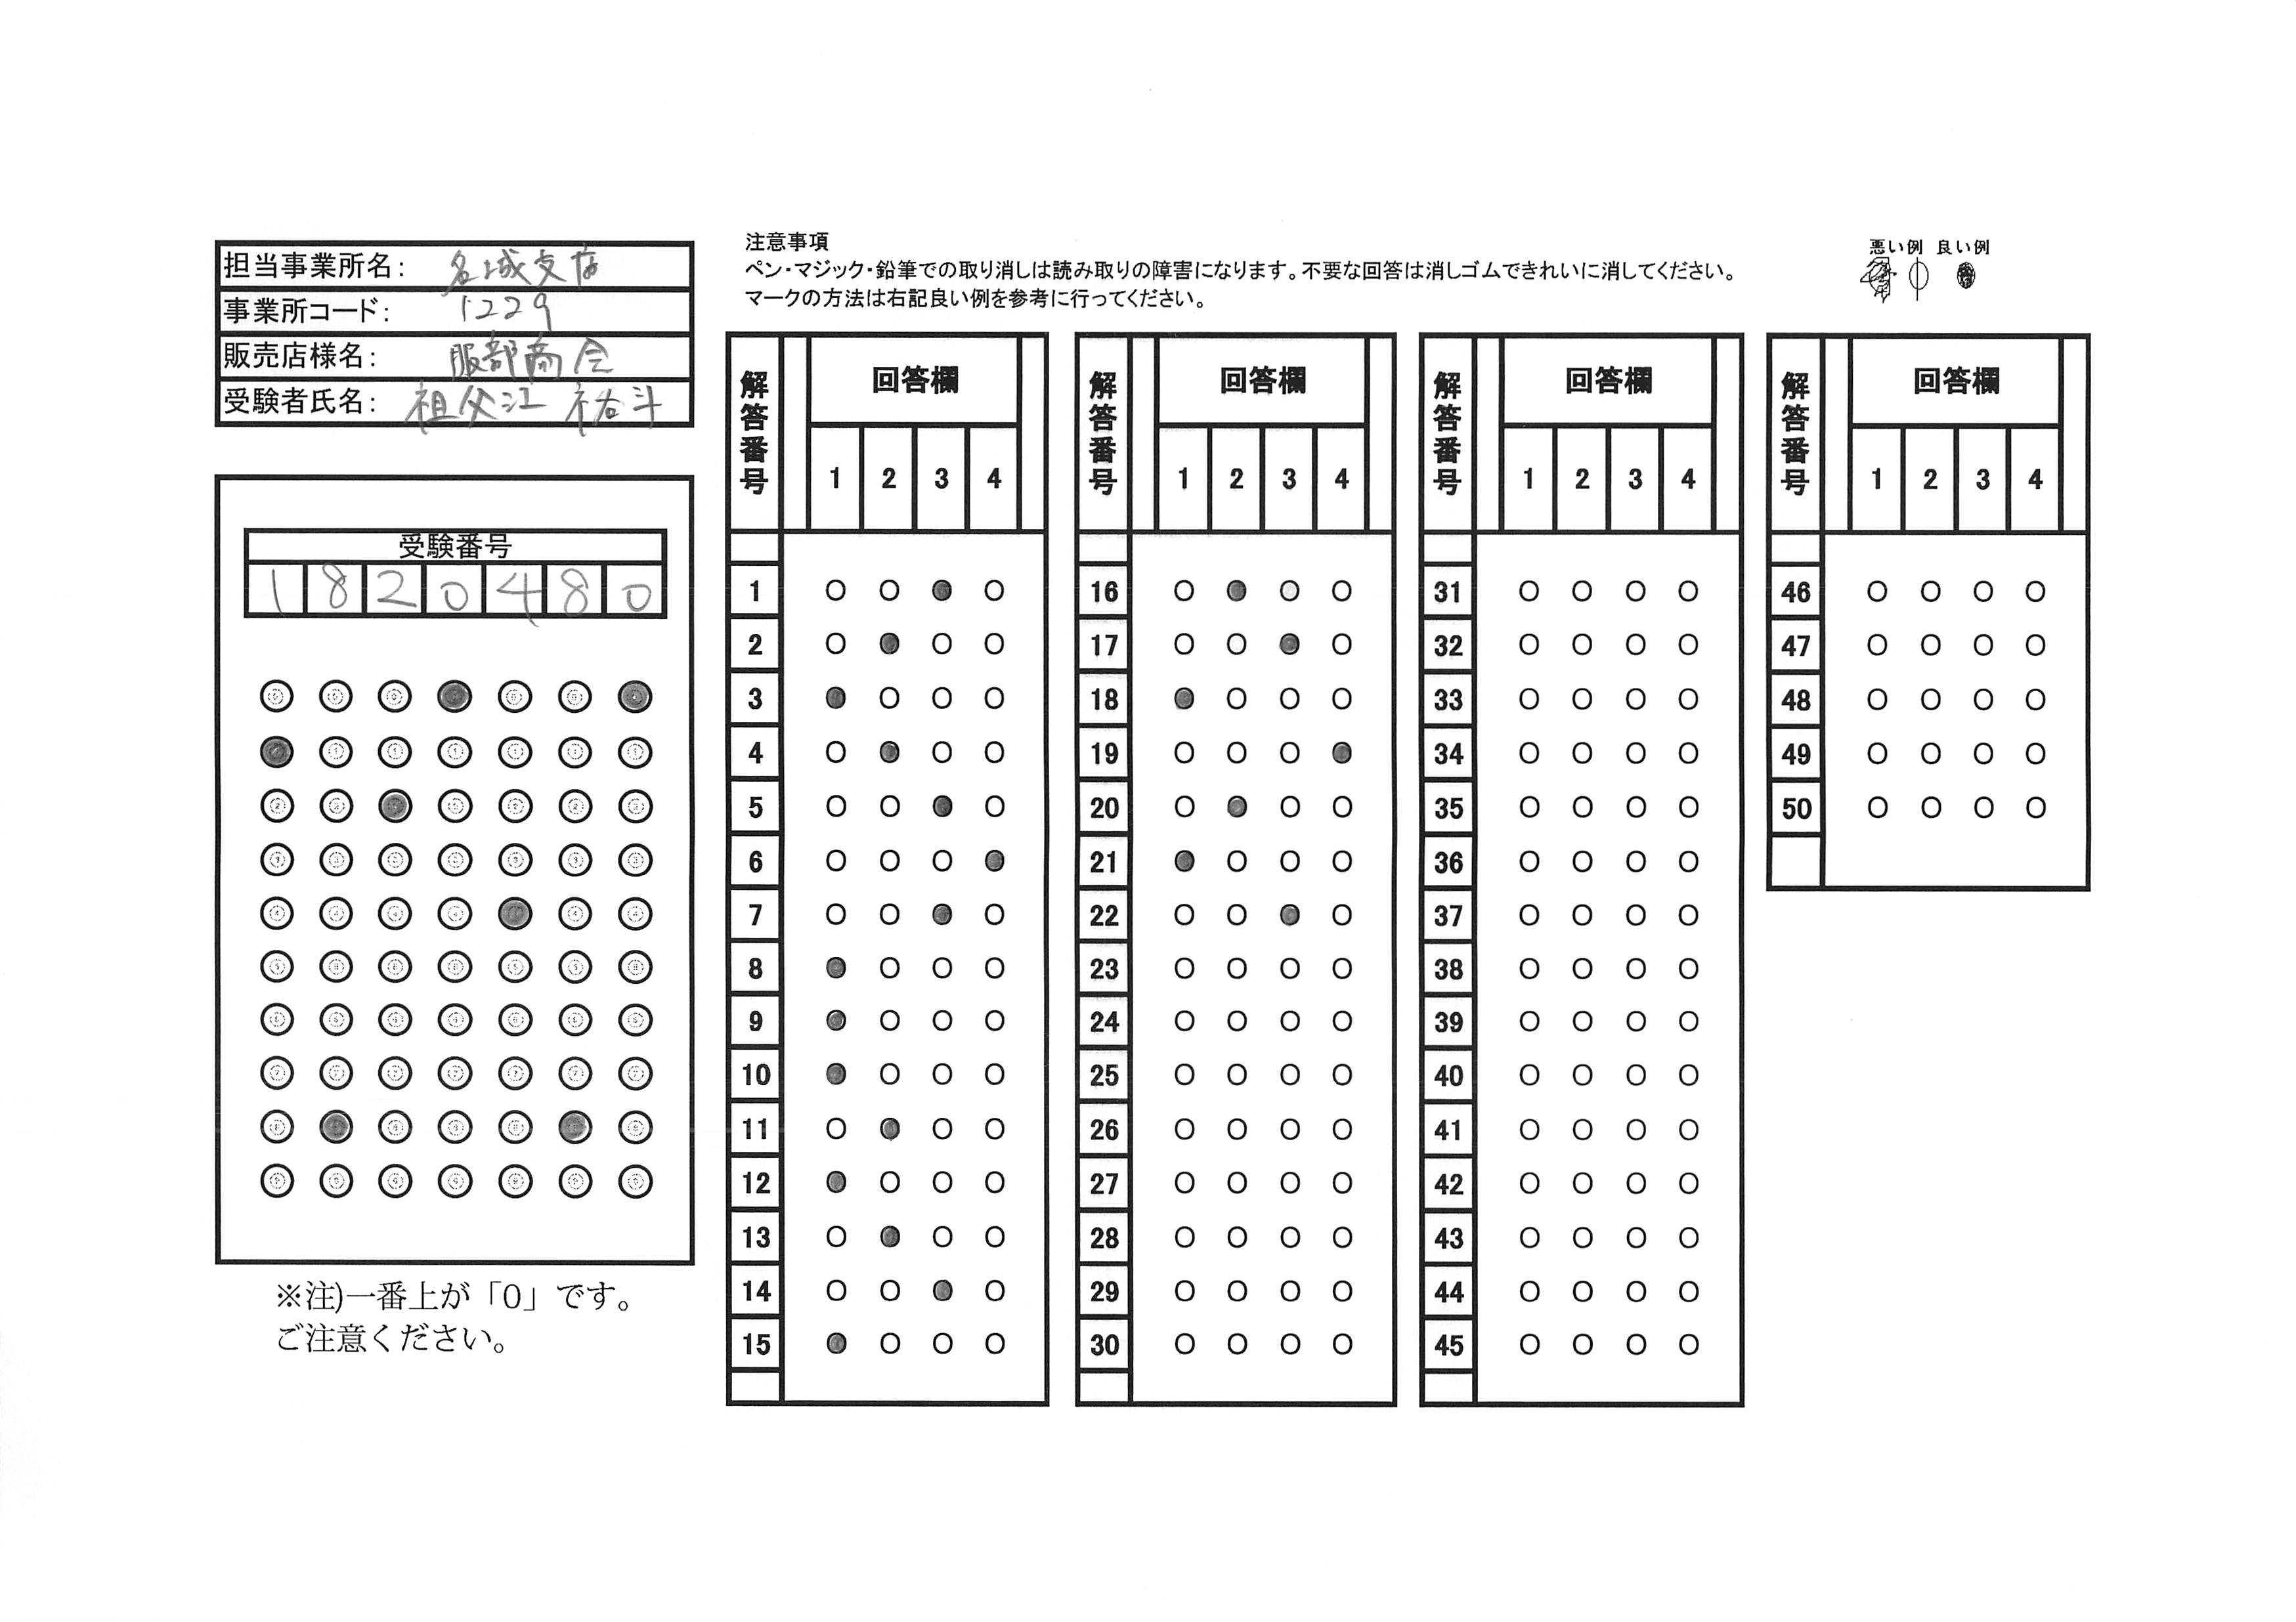 担当事業所名: 名城支店
事業所コード: 1229
販売店様名: 服部商会
受験者氏名: 祖父江 祐斗
受験番号
1 8 2 0 4 8 0
※注)一番上が「0」です。
ご注意ください。
注意事項
ペン・マジック・鉛筆での取り消しは読み取りの障害になります。不要な回答は消しゴムできれいに消してください。
マークの方法は右記良い例を参考に行ってください。
悪い例 良い例
解答番号 回答欄
1 2 3 4
1
2
3
4
5
6
7
8
9
10
11
12
13
14
15
解答番号 回答欄
1 2 3 4
16
17
18
19
20
21
22
23
24
25
26
27
28
29
30
解答番号 回答欄
1 2 3 4
31
32
33
34
35
36
37
38
39
40
41
42
43
44
45
解答番号 回答欄
1 2 3 4
46
47
48
49
50